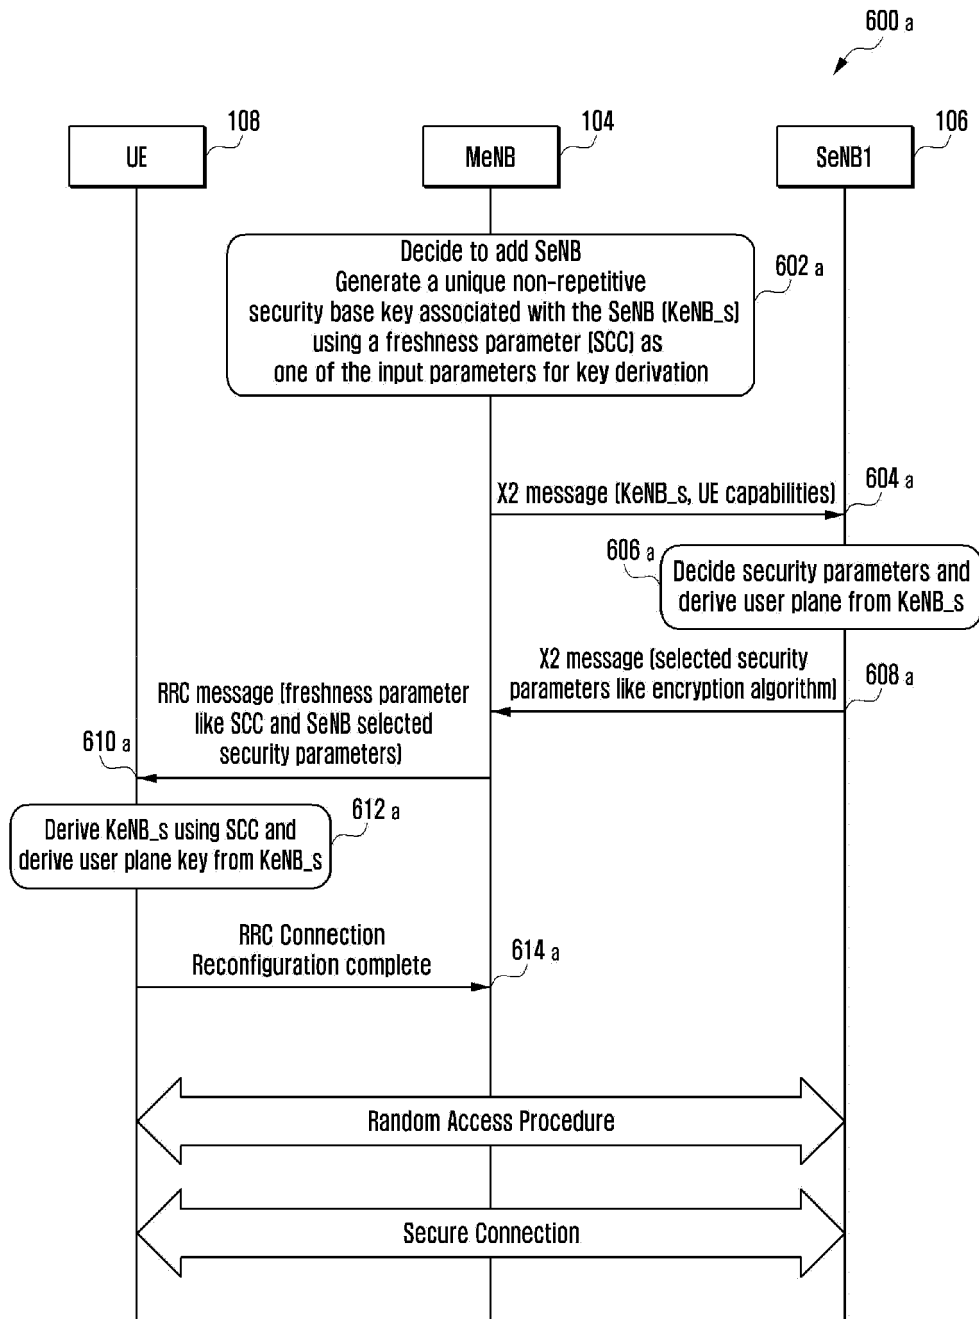 600 a
108
104
106
UE
MeNB
SeNB1
Decide to add SeNB
Generate a unique non-repetitive
security base key associated with the SeNB (KeNB_s)
using a freshness parameter (SCC) as
one of the input parameters for key derivation
602 a
X2 message (KeNB_s, UE capabilities)
604 a
606 a
Decide security parameters and
derive user plane from KeNB_s
X2 message (selected security
parameters like encryption algorithm)
608 a
RRC message (freshness parameter
like SCC and SeNB selected
security parameters)
610 a
612 a
Derive KeNB_s using SCC and
derive user plane key from KeNB_s
RRC Connection
Reconfiguration complete
614 a
Random Access Procedure
Secure Connection